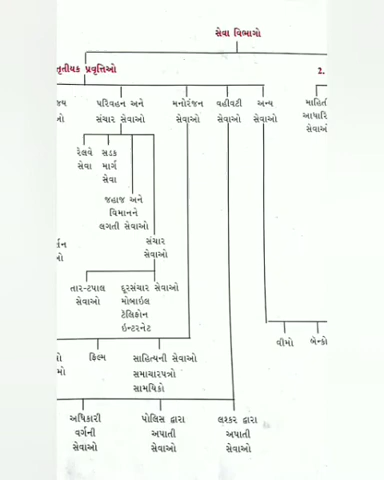 સેવા વિભાગો
તૃતીયક પ્રવૃત્તિઓ
2.
પરિવહન અને
સંચાર સેવાઓ
મનોરંજન
સેવાઓ
વહીવટી
સેવાઓ
અન્ય
સેવાઓ
રેલવે
સેવા
સડક
માર્ગ
સેવા
જહાજ અને
વિમાનને
લગતી સેવાઓ
સંચાર
સેવાઓ
તાર-ટપાલ
સેવાઓ
દૂરસંચાર સેવાઓ
મોબાઇલ
ટેલિફોન
ઇન્ટરનેટ
વીમો
બેન્કો
ફિલ્મ
સાહિત્યની સેવાઓ
સમાચારપત્રો
સામયિકો
અધિકારી
વર્ગની
સેવાઓ
પોલિસ દ્વારા
અપાતી
સેવાઓ
લશ્કર દ્વારા
અપાતી
સેવાઓ